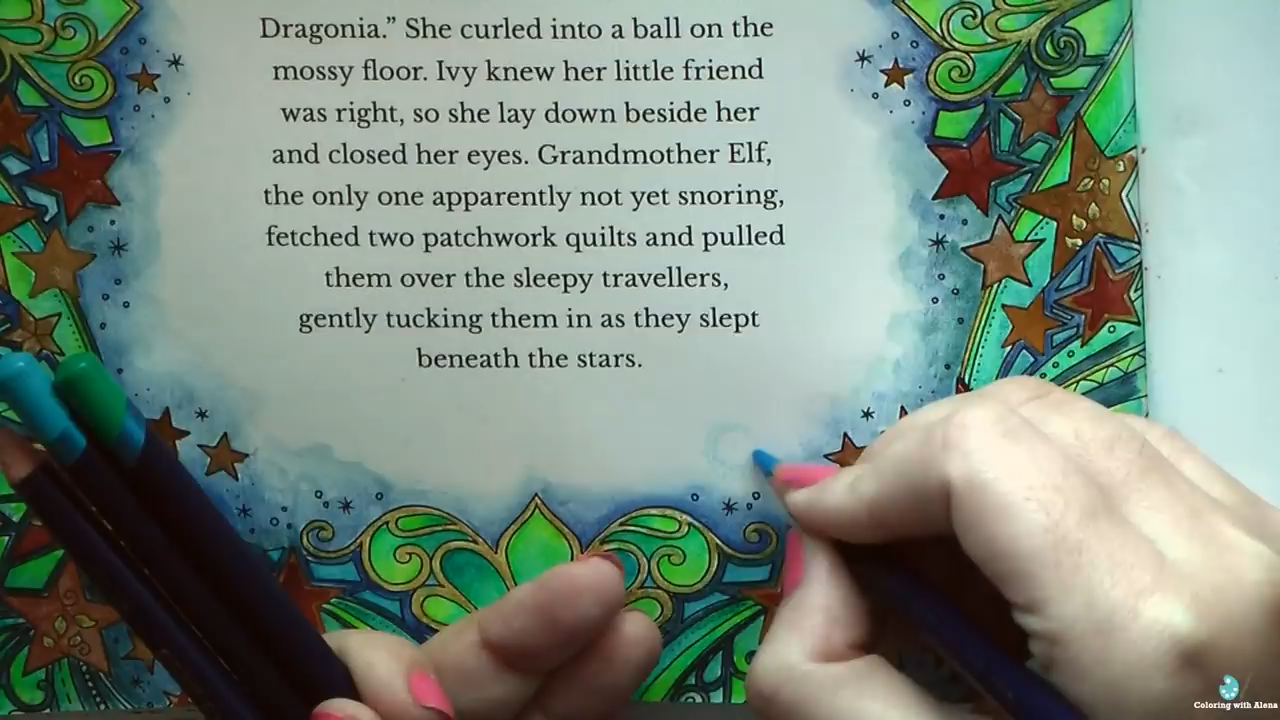 Dragonia.” She curled into a ball on the
mossy floor. Ivy knew her little friend
was right, so she lay down beside her
and closed her eyes. Grandmother Elf,
the only one apparently not yet snoring,
fetched two patchwork quilts and pulled
them over the sleepy travellers,
gently tucking them in as they slept
beneath the stars.
Coloring with Alena